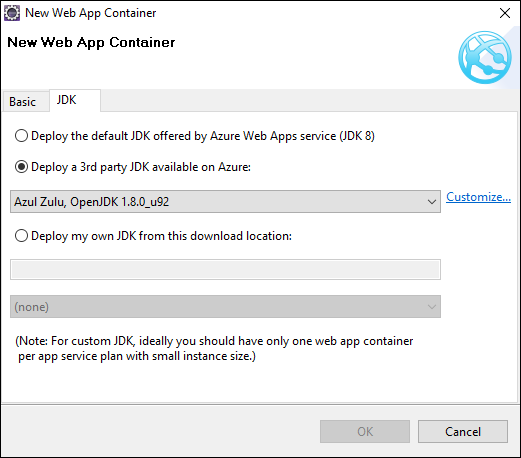 New Web App Container
New Web App Container
Basic
JDK
Deploy the default JDK offered by Azure Web Apps service (JDK 8)
Deploy a 3rd party JDK available on Azure:
Azul Zulu, OpenJDK 1.8.0_u92
Customize...
Deploy my own JDK from this download location:
(none)
(Note: For custom JDK, ideally you should have only one web app container
per app service plan with small instance size.)
OK
Cancel